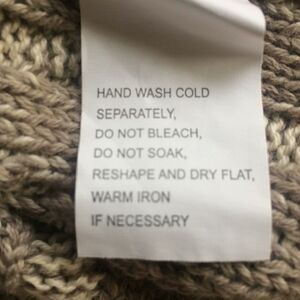 HAND WASH COLD
SEPARATELY,
DO NOT BLEACH,
DO NOT SOAK,
RESHAPE AND DRY FLAT,
WARM IRON
IF NECESSARY